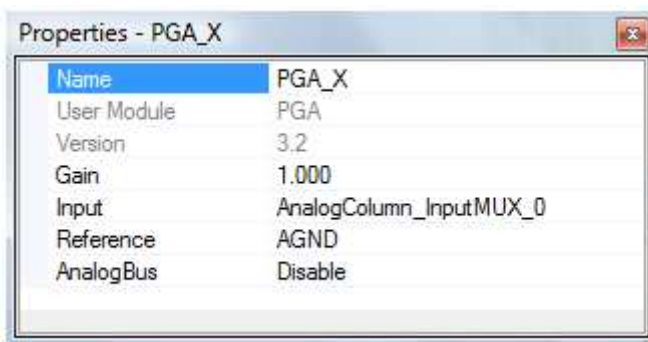 Properties - PGA_X
Name PGA_X
User Module PGA
Version 3.2
Gain 1.000
Input AnalogColumn_InputMUX_0
Reference AGND
AnalogBus Disable